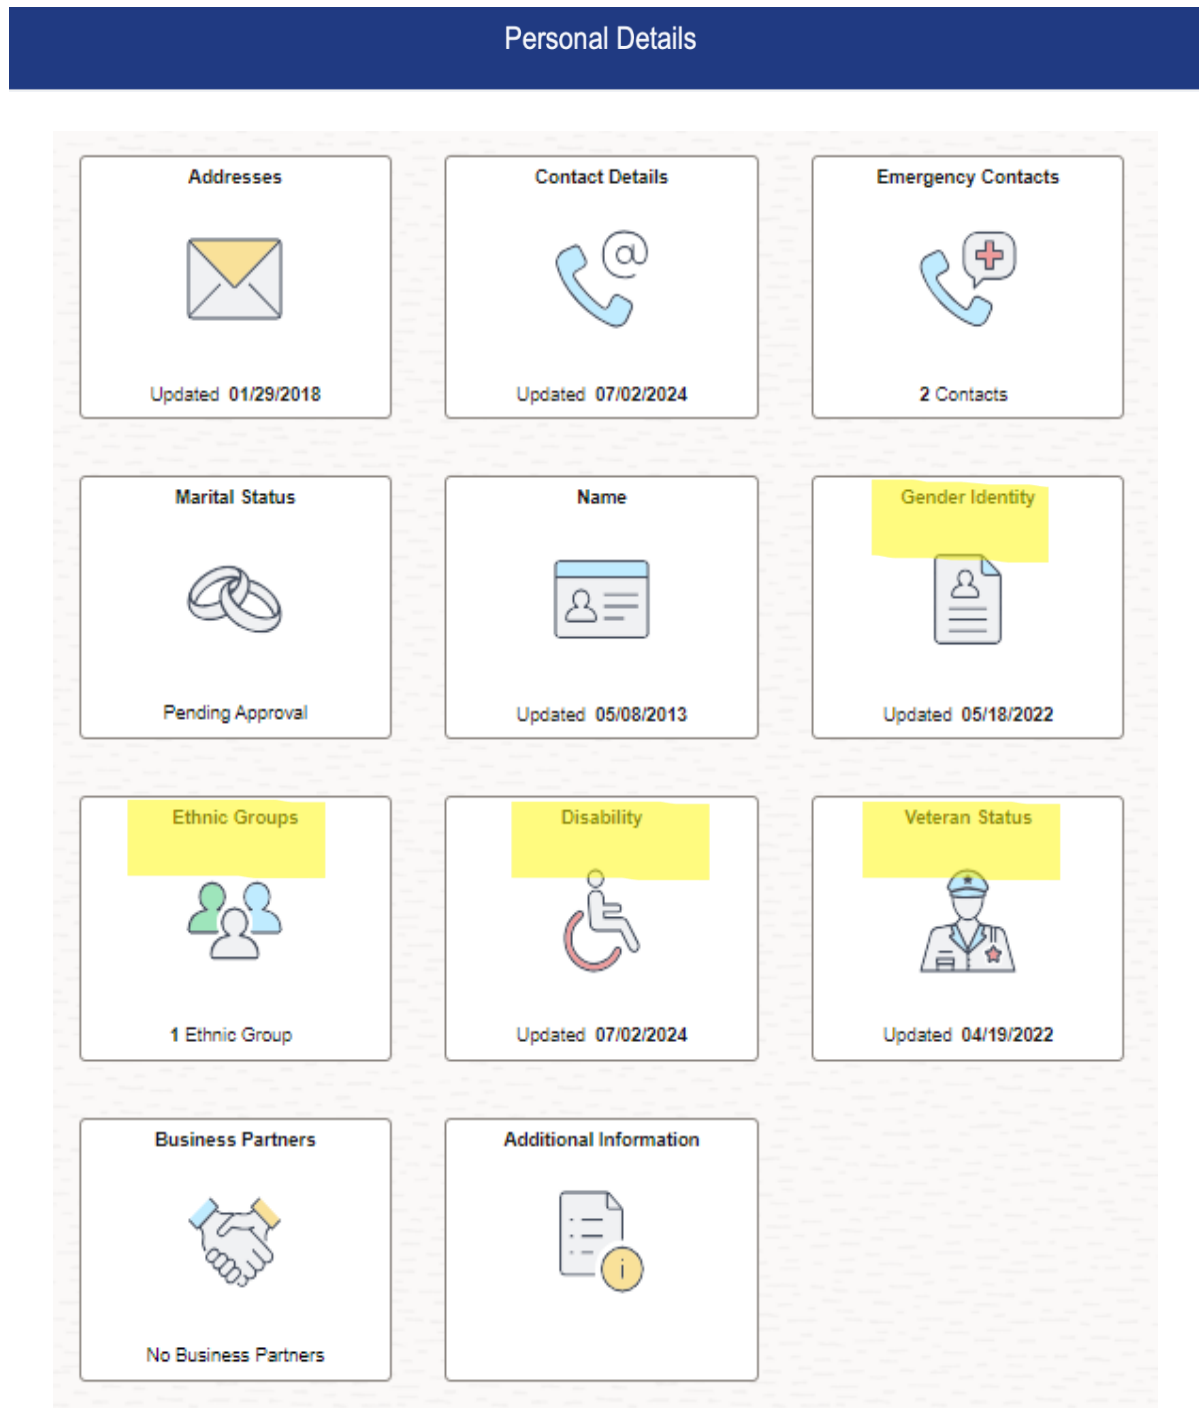 Personal Details
Addresses
Updated 01/29/2018
Contact Details
@
Updated 07/02/2024
Emergency Contacts
2 Contacts
Marital Status
Pending Approval
Name
Updated 05/08/2013
Gender Identity
Updated 05/18/2022
Ethnic Groups
1 Ethnic Group
Disability
Updated 07/02/2024
Veteran Status
Updated 04/19/2022
Business Partners
No Business Partners
Additional Information
i